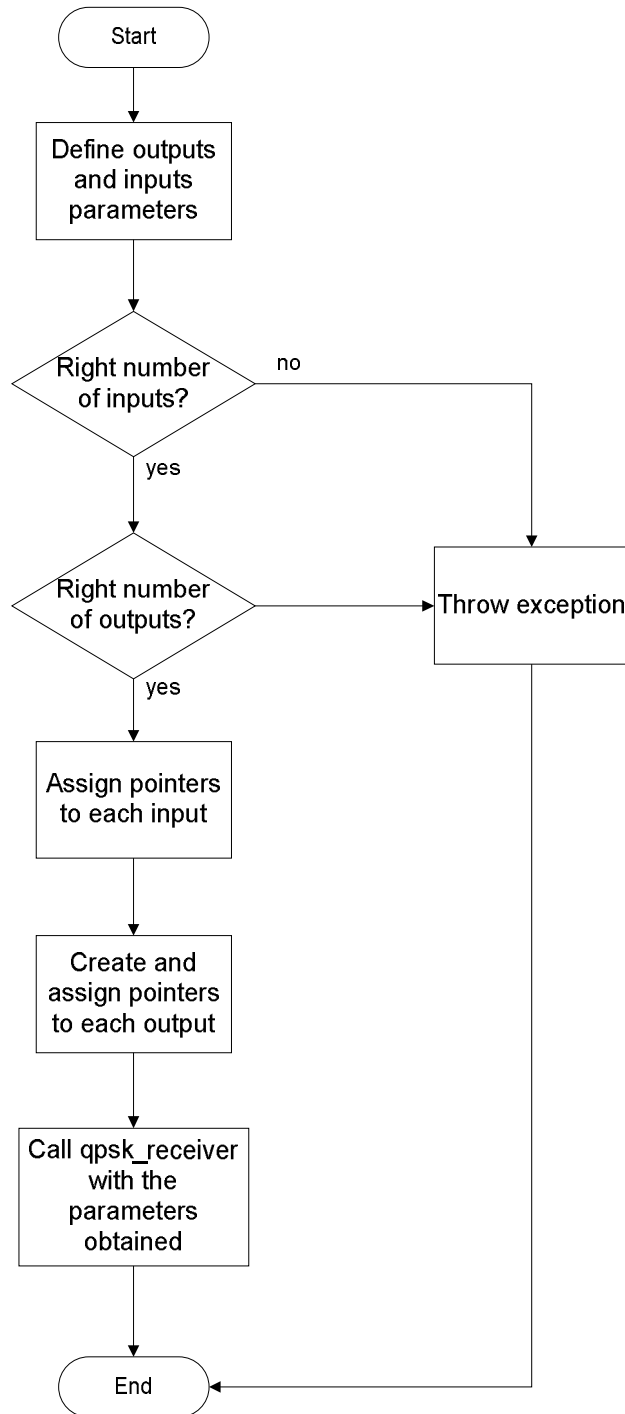 Start
Define outputs
and inputs
parameters
Right number
of inputs?
no
yes
Right number
of outputs?
Throw exception
yes
Assign pointers
to each input
Create and
assign pointers
to each output
Call qpsk_receiver
with the
parameters
obtained
End